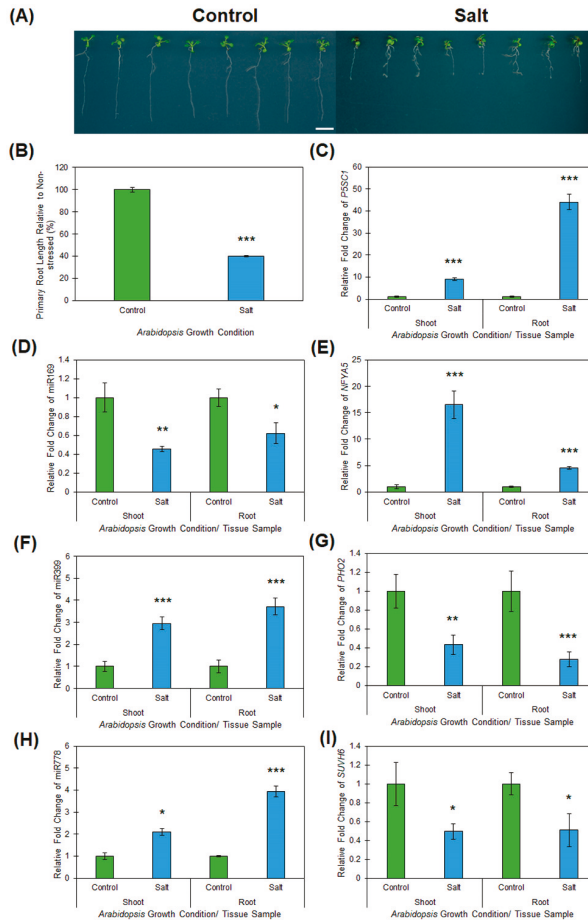 (A)
Control
Salt
(B)
Primary Root Length Relative to Non-
stressed (%)
120
100
80
60
40
20
0
***
Control
Salt
Arabidopsis Growth Condition
(C)
Relative Fold Change of P5SC1
60
50
40
30
20
10
0
***
***
Control
Salt
Control
Salt
Shoot
Root
Arabidopsis Growth Condition/ Tissue Sample
(D)
Relative Fold Change of miR169
1.4
1.2
1
0.8
0.6
0.4
0.2
0
**
*
Control
Salt
Control
Salt
Shoot
Root
Arabidopsis Growth Condition/ Tissue Sample
(E)
Relative Fold Change of NFYA5
25
20
15
10
5
0
***
***
Control
Salt
Control
Salt
Shoot
Root
Arabidopsis Growth Condition/ Tissue Sample
(F)
Relative Fold Change of miR399
6
5
4
3
2
1
0
***
***
Control
Salt
Control
Salt
Shoot
Root
Arabidopsis Growth Condition/ Tissue Sample
(G)
Relative Fold Change of PHO2
1.4
1.2
1
0.8
0.6
0.4
0.2
0
**
***
Control
Salt
Control
Salt
Shoot
Root
Arabidopsis Growth Condition/ Tissue Sample
(H)
Relative Fold Change of miR778
6
5
4
3
2
1
0
*
***
Control
Salt
Control
Salt
Shoot
Root
Arabidopsis Growth Condition/ Tissue Sample
(I)
Relative Fold Change of SUVH6
1.4
1.2
1
0.8
0.6
0.4
0.2
0
*
*
Control
Salt
Control
Salt
Shoot
Root
Arabidopsis Growth Condition/ Tissue Sample